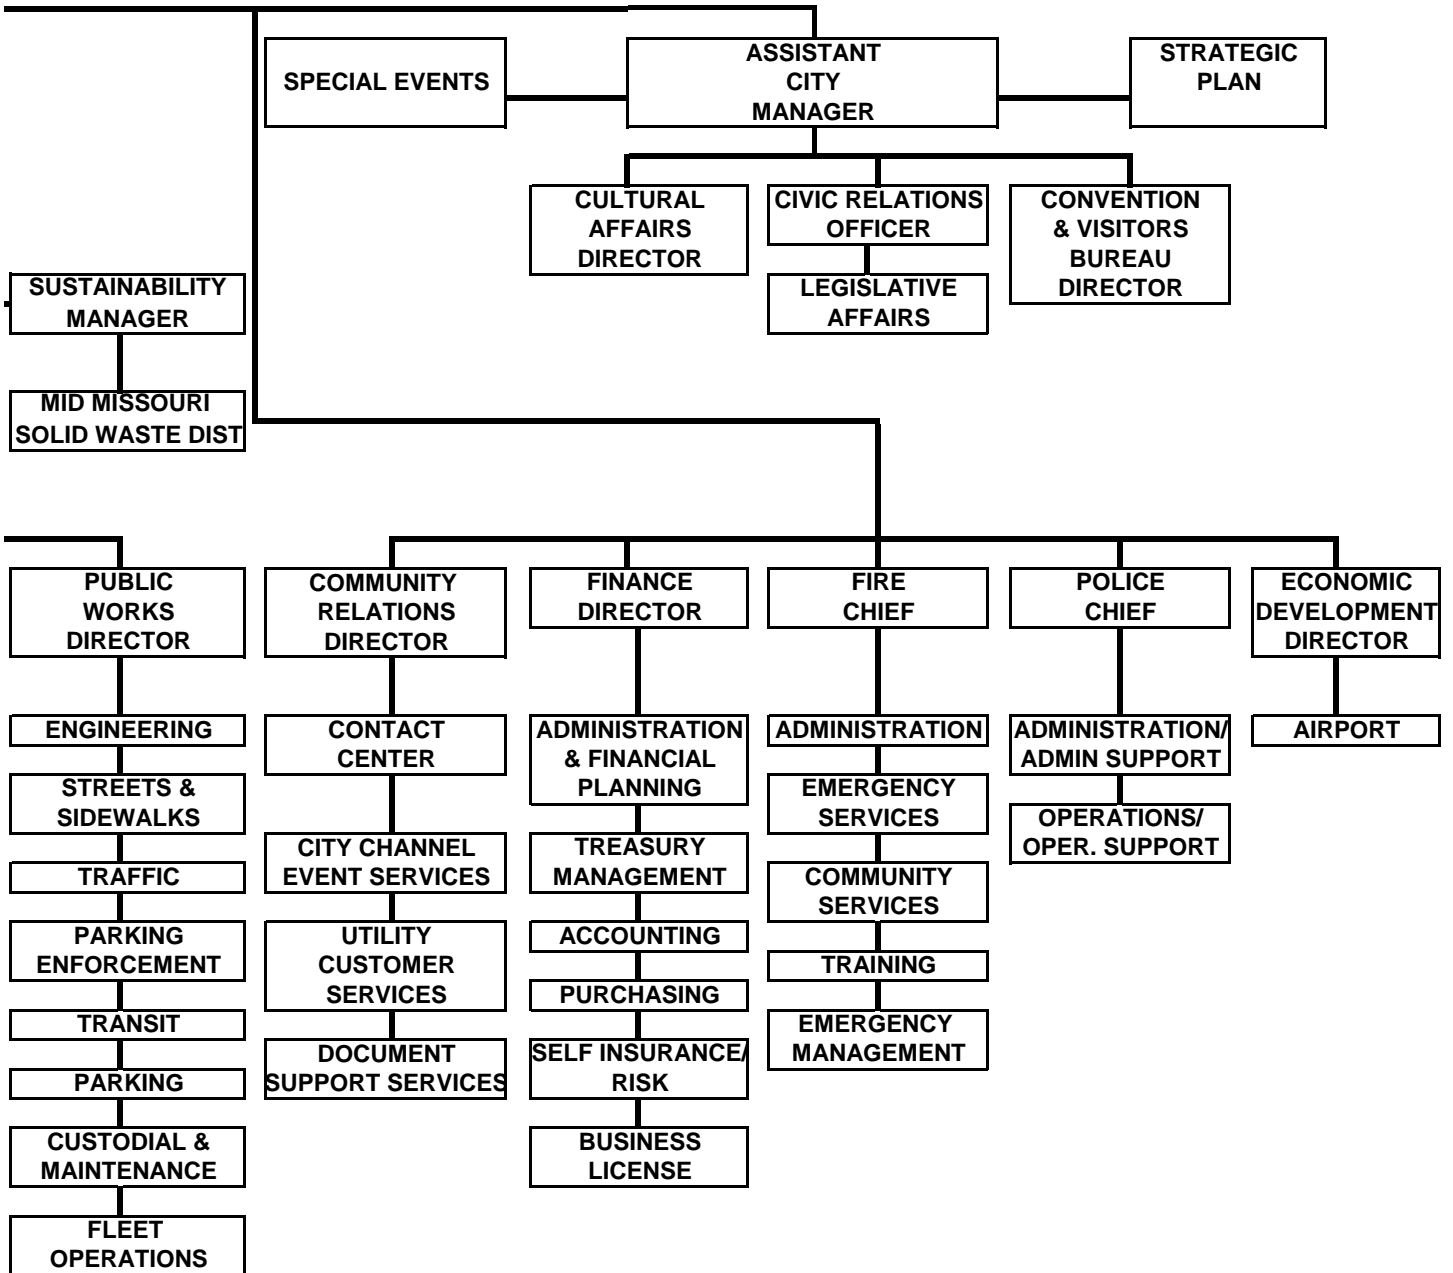 SPECIAL EVENTS
ASSISTANT
CITY
MANAGER
STRATEGIC
PLAN
CULTURAL
AFFAIRS
DIRECTOR
CIVIC RELATIONS
OFFICER
CONVENTION
& VISITORS
BUREAU
DIRECTOR
LEGISLATIVE
AFFAIRS
SUSTAINABILITY
MANAGER
MID MISSOURI
SOLID WASTE DIST
PUBLIC
WORKS
DIRECTOR
ENGINEERING
STREETS &
SIDEWALKS
TRAFFIC
PARKING
ENFORCEMENT
TRANSIT
PARKING
CUSTODIAL &
MAINTENANCE
FLEET
OPERATIONS
COMMUNITY
RELATIONS
DIRECTOR
CONTACT
CENTER
CITY CHANNEL
EVENT SERVICES
UTILITY
CUSTOMER
SERVICES
DOCUMENT
SUPPORT SERVICES
FINANCE
DIRECTOR
ADMINISTRATION
& FINANCIAL
PLANNING
TREASURY
MANAGEMENT
ACCOUNTING
PURCHASING
SELF INSURANCE/
RISK
BUSINESS
LICENSE
FIRE
CHIEF
ADMINISTRATION
EMERGENCY
SERVICES
COMMUNITY
SERVICES
TRAINING
EMERGENCY
MANAGEMENT
POLICE
CHIEF
ADMINISTRATION/
ADMIN SUPPORT
OPERATIONS/
OPER. SUPPORT
ECONOMIC
DEVELOPMENT
DIRECTOR
AIRPORT